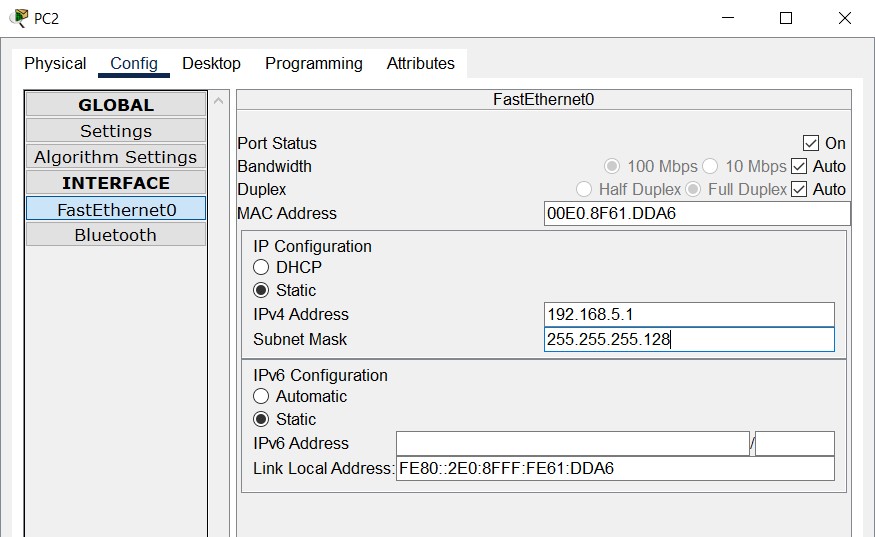 PC2
Physical Config Desktop Programming Attributes
GLOBAL
Settings
Algorithm Settings
INTERFACE
FastEthernet0
Bluetooth
FastEthernet0
Port Status On
Bandwidth 100 Mbps 10 Mbps Auto
Duplex Half Duplex Full Duplex Auto
MAC Address 00E0.8F61.DDA6
IP Configuration
DHCP
Static
IPv4 Address 192.168.5.1
Subnet Mask 255.255.255.128
IPv6 Configuration
Automatic
Static
IPv6 Address /
Link Local Address: FE80::2E0:8FFF:FE61:DDA6